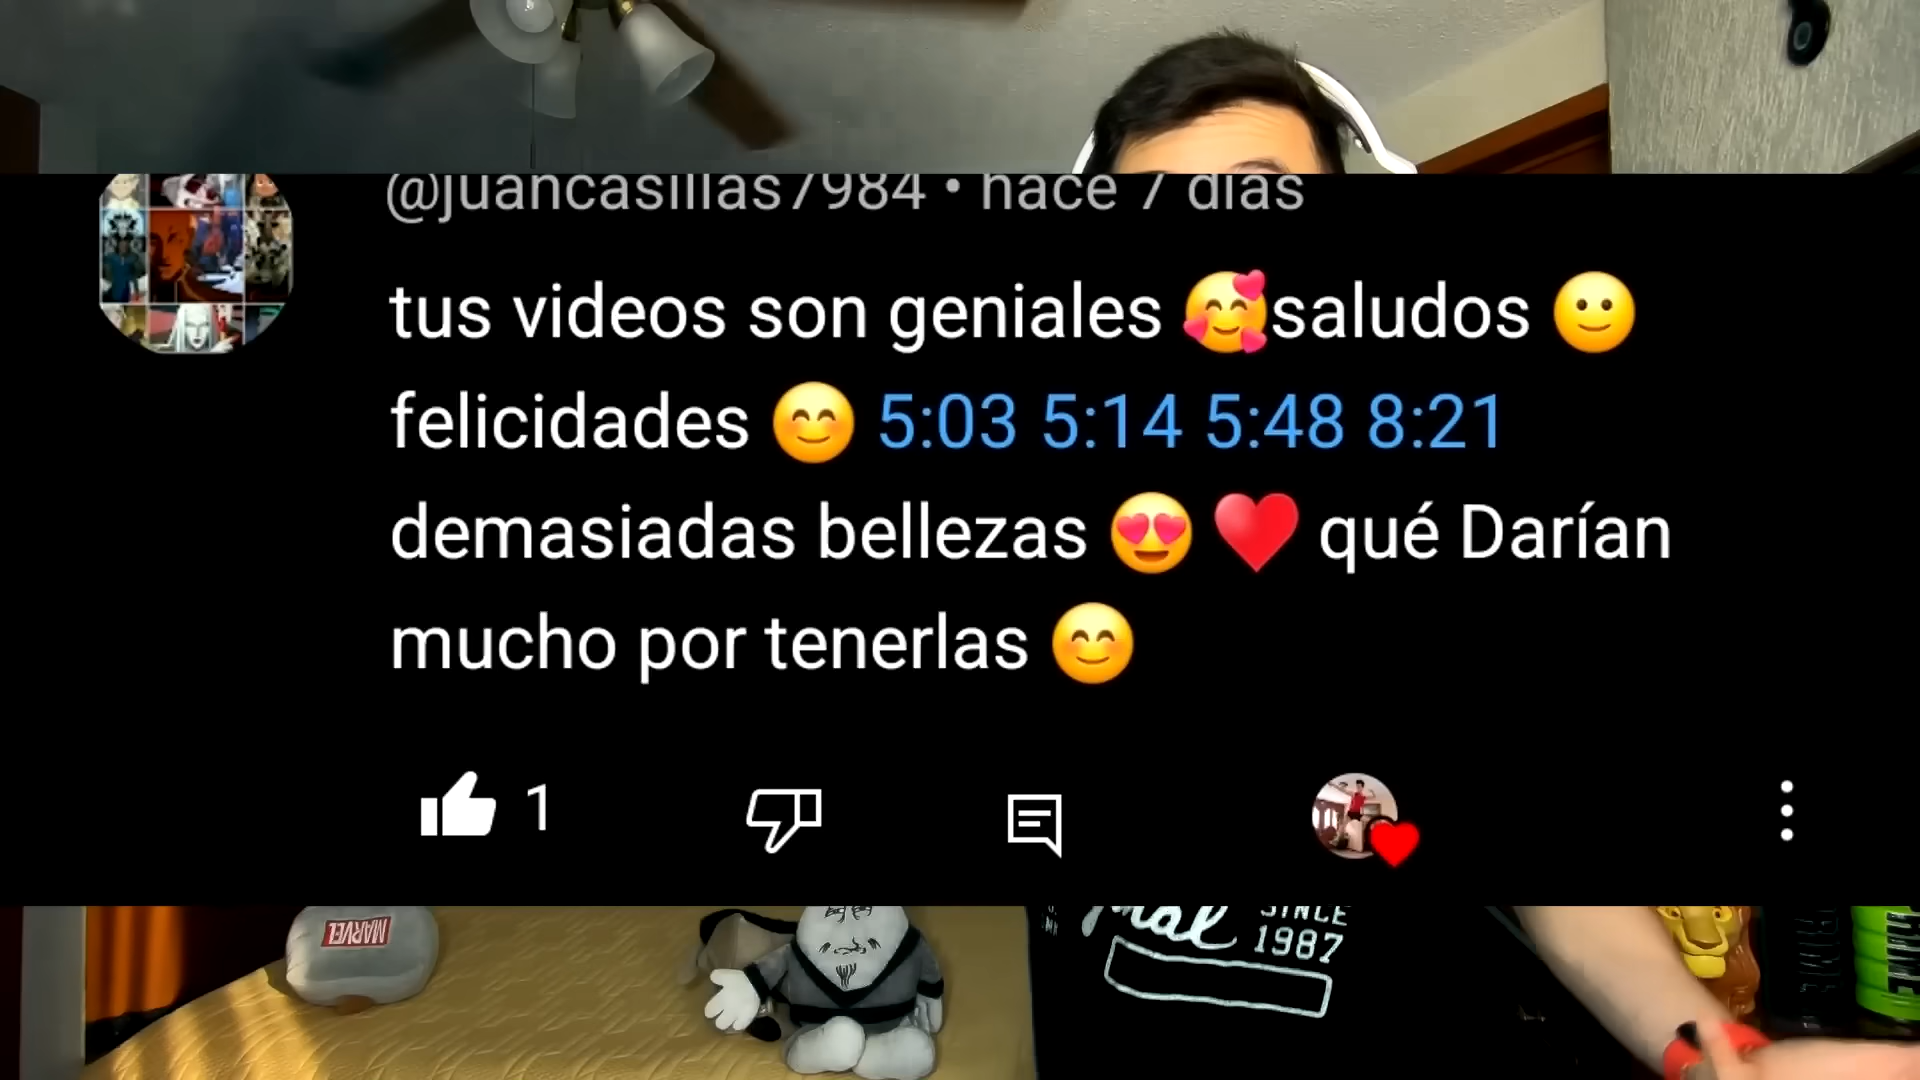 @juancasillas7984 • hace 7 días
tus videos son geniales 🥰saludos 🙂
felicidades 😊 5:03 5:14 5:48 8:21
demasiadas bellezas 😍 ♥️ qué Darían
mucho por tenerlas 😊
1
MARVEL
SINCE
1987